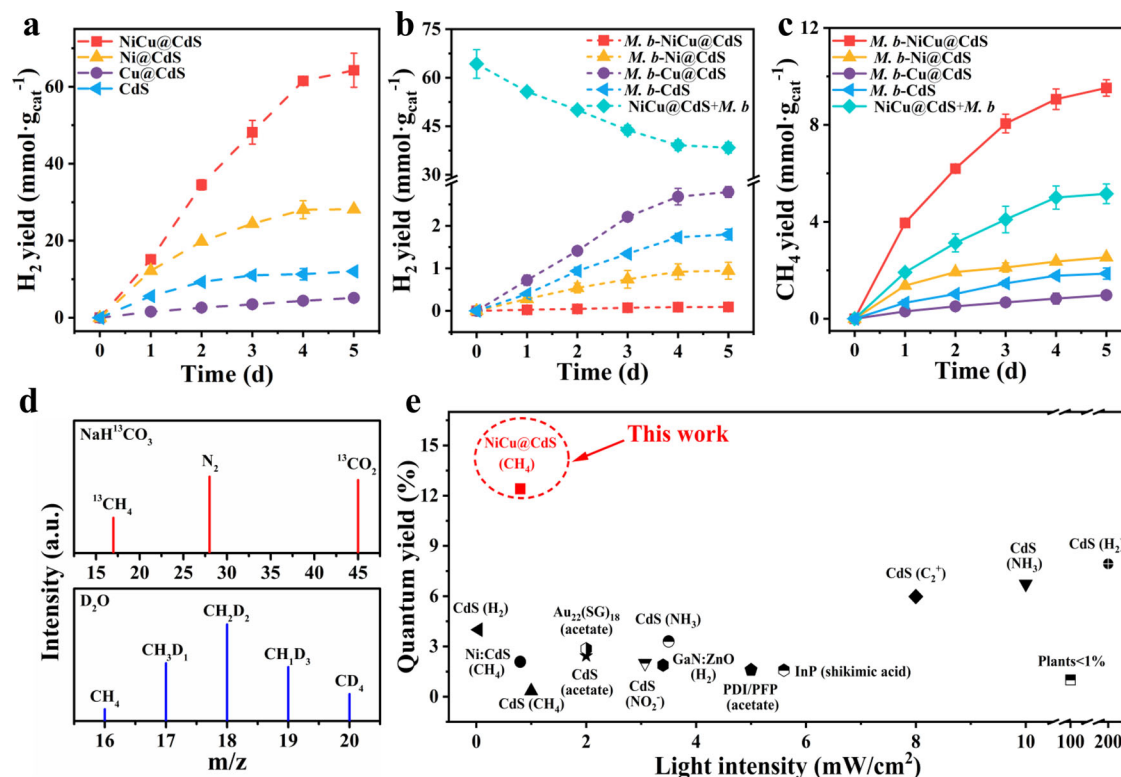 a
H₂ yield (mmol·g_cat⁻¹)
60
40
20
0
0 1 2 3 4 5
Time (d)
NiCu@CdS
Ni@CdS
Cu@CdS
CdS
b
H₂ yield (mmol·g_cat⁻¹)
75
60
45
30
2
1
0
0 1 2 3 4 5
Time (d)
M. b-NiCu@CdS
M. b-Ni@CdS
M. b-Cu@CdS
M. b-CdS
NiCu@CdS+M. b
c
CH₄ yield (mmol·g_cat⁻¹)
12
8
4
0
0 1 2 3 4 5
Time (d)
M. b-NiCu@CdS
M. b-Ni@CdS
M. b-Cu@CdS
M. b-CdS
NiCu@CdS+M. b
d
Intensity (a.u.)
NaH¹³CO₃
¹³CH₄
N₂
¹³CO₂
15 20 25 30 35 40 45
D₂O
CH₄
CH₃D₁
CH₂D₂
CH₁D₃
CD₄
16 17 18 19 20
m/z
e
Quantum yield (%)
15
12
9
6
3
0
NiCu@CdS
(CH₄)
This work
CdS (H₂)
Ni:CdS
(CH₄)
CdS (CH₄)
Au₂₂(SG)₁₈
(acetate)
CdS
(acetate)
CdS (NH₃)
CdS
(NO₂⁻)
GaN:ZnO
(H₂)
PDI/PFP
(acetate)
InP (shikimic acid)
CdS (C₂⁺)
CdS
(NH₃)
CdS (H₂)
Plants<1%
0 2 4 6 8 10 100 200
Light intensity (mW/cm²)